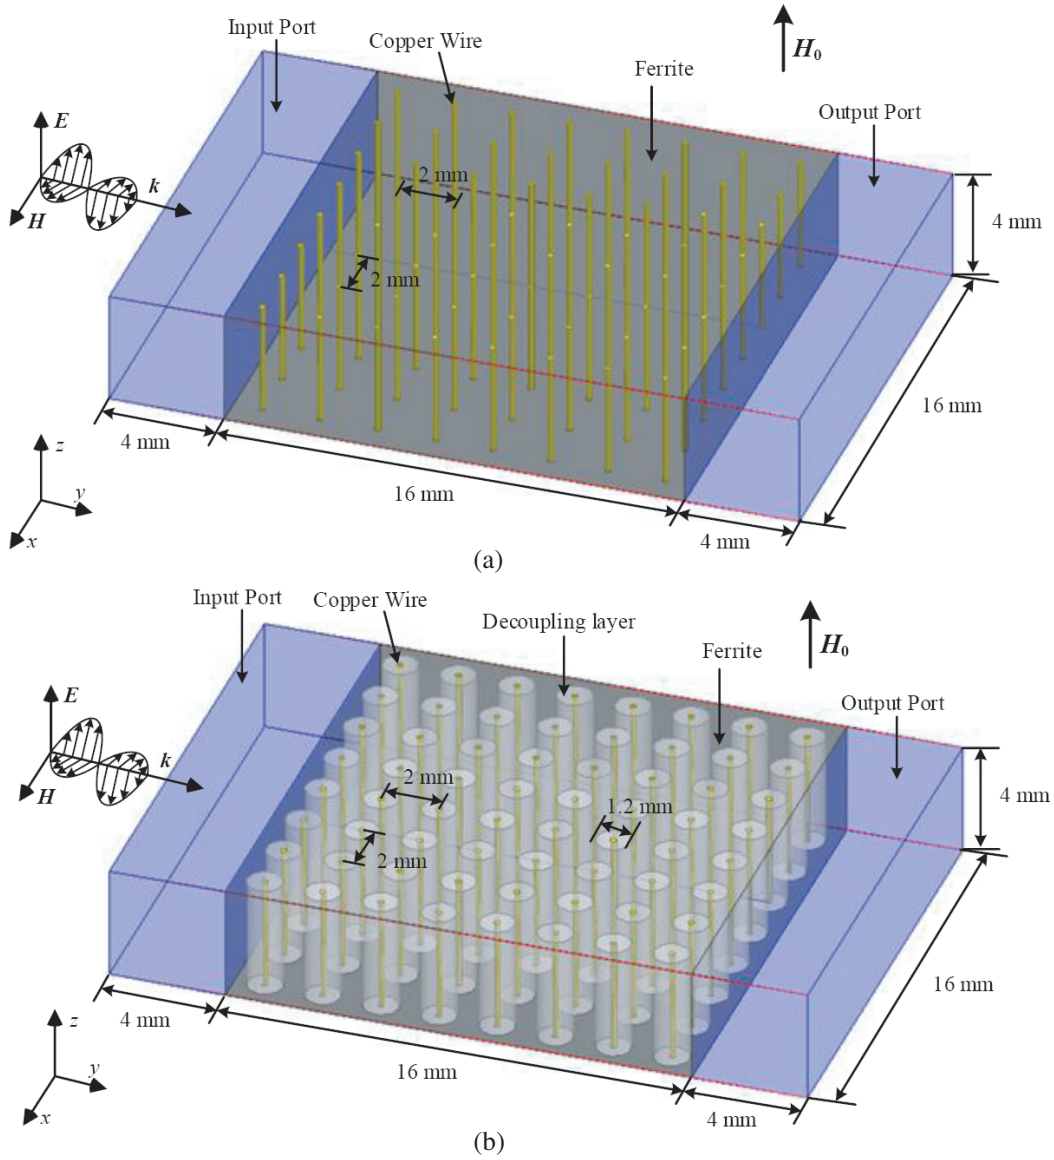 Input Port
Copper Wire
H₀
Ferrite
Output Port
E
k
H
2 mm
2 mm
4 mm
16 mm
4 mm
16 mm
4 mm
z
y
x
(a)
Input Port
Copper Wire
Decoupling layer
H₀
Ferrite
Output Port
E
k
H
2 mm
1.2 mm
2 mm
4 mm
16 mm
4 mm
16 mm
4 mm
z
y
x
(b)